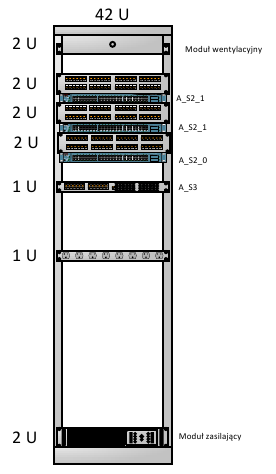 42 U
2 U
Moduł wentylacyjny
2 U
A_S2_1
2 U
A_S2_1
2 U
A_S2_0
1 U
A_S3
1 U
2 U
Moduł zasilający